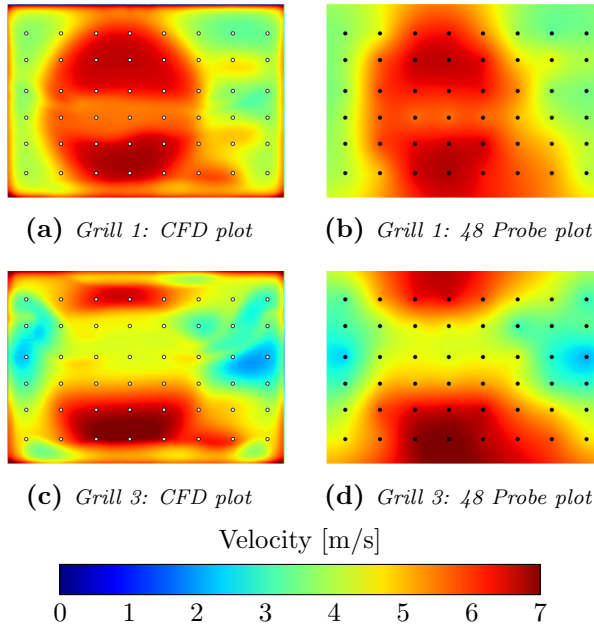 (a) Grill 1: CFD plot
(b) Grill 1: 48 Probe plot
(c) Grill 3: CFD plot
(d) Grill 3: 48 Probe plot
Velocity [m/s]
0 1 2 3 4 5 6 7